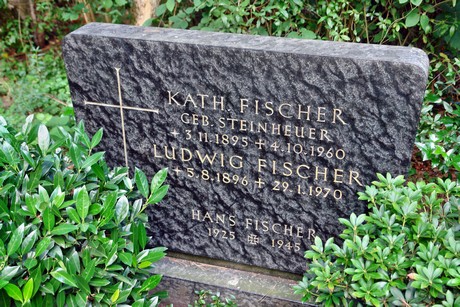 KATH. FISCHER
GEB. STEINHEUER
+ 3.11.1895 + 4.10.1960
LUDWIG FISCHER
+ 5.8.1896 + 29.1.1970
HANS FISCHER
1925 ✠ 1945